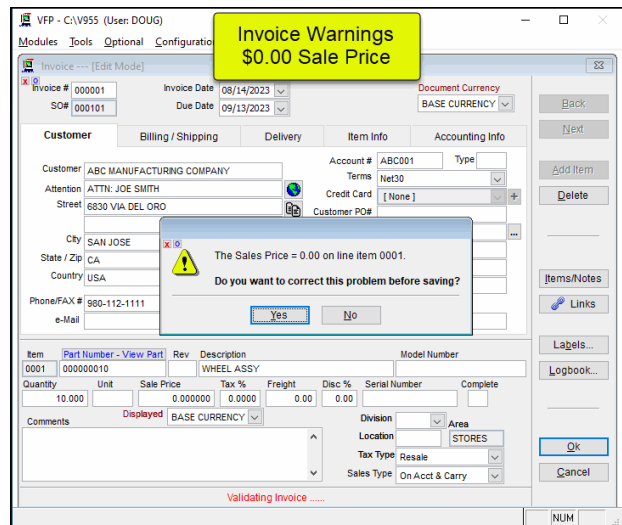 VFP - C:\V955 (User: DOUG)
Modules Tools Optional Configuration
Invoice Warnings
$0.00 Sale Price
Invoice --- [Edit Mode]
Invoice # 000001 Invoice Date 08/14/2023 Document Currency
SO# 000101 Due Date 09/13/2023 BASE CURRENCY Back
Customer Billing / Shipping Delivery Item Info Accounting Info Next
Account # ABC001 Type
Customer ABC MANUFACTURING COMPANY Terms Net30 Add Item
Attention ATTN: JOE SMITH Credit Card [ None ] + Delete
Street 6830 VIA DEL ORO Customer PO#
...
City SAN JOSE
State / Zip CA
Country USA
Phone/FAX # 980-112-1111
e-Mail
X O
The Sales Price = 0.00 on line item 0001.
Do you want to correct this problem before saving?
Yes No
Items/Notes
Links
Labels...
Logbook...
Item Part Number - View Part Rev Description Model Number
0001 000000010 WHEEL ASSY
Quantity Unit Sale Price Tax % Freight Disc % Serial Number Complete
10.000 0.000000 0.0000 0.00 0.00
Comments Displayed BASE CURRENCY Division Area
Location STORES
Tax Type Resale Ok
Sales Type On Acct & Carry Cancel
Validating Invoice ......
NUM